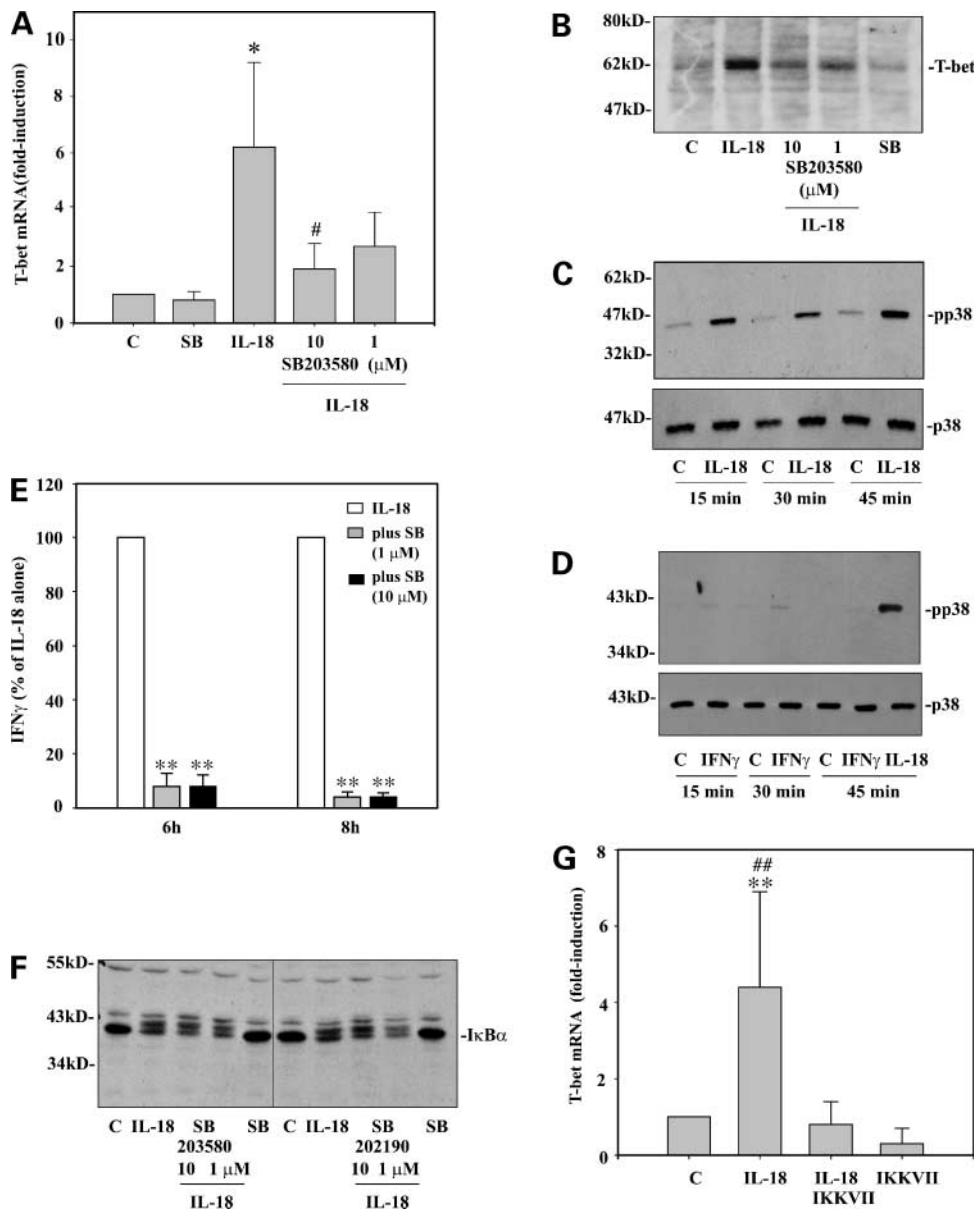 A
T-bet mRNA(fold-induction)
10
8
6
4
2
0
*
#
C SB IL-18 10 1
SB203580 (μM)
IL-18
B
80kD-
62kD-
47kD-
-T-bet
C IL-18 10 1 SB
SB203580
(μM)
IL-18
C
62kD-
47kD-
32kD-
-pp38
47kD-
-p38
C IL-18 C IL-18 C IL-18
15 min 30 min 45 min
D
43kD-
34kD-
-pp38
43kD-
-p38
C IFNγ C IFNγ C IFNγ IL-18
15 min 30 min 45 min
E
IFNγ (% of IL-18 alone)
120
100
80
60
40
20
0
IL-18
plus SB
(1 μM)
plus SB
(10 μM)
** ** ** **
6h 8h
F
55kD-
43kD-
34kD-
-IκBα
C IL-18 SB SB C IL-18 SB SB
203580 202190
10 1 μM 10 1 μM
IL-18 IL-18
G
T-bet mRNA (fold-induction)
8
6
4
2
0
##
**
C IL-18 IL-18 IKKVII
IKKVII